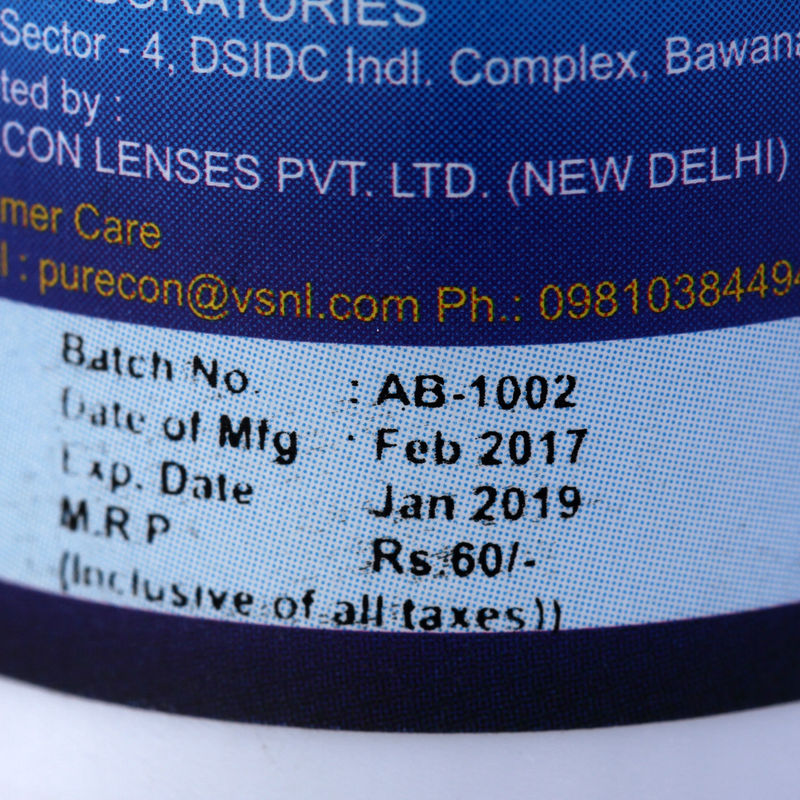 ORATORIES
Sector - 4, DSIDC Indl. Complex, Bawana
ted by :
CON LENSES PVT. LTD. (NEW DELHI)
mer Care
l : purecon@vsnl.com Ph.: 09810384494
Batch No. : AB-1002
Date of Mfg : Feb 2017
Exp. Date Jan 2019
M.R P Rs.60/-
(Inclusive of all taxes))